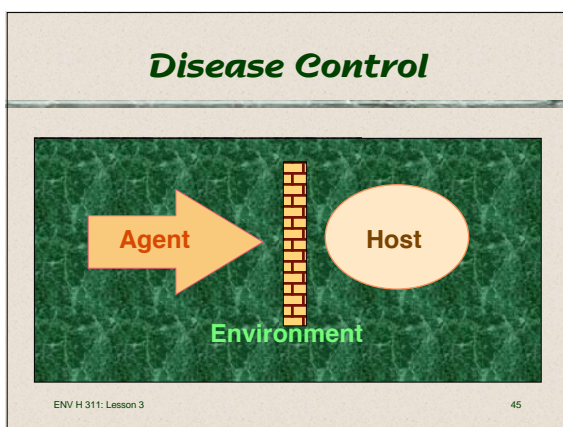 Disease Control
Agent
Host
Environment
ENV H 311: Lesson 3
45